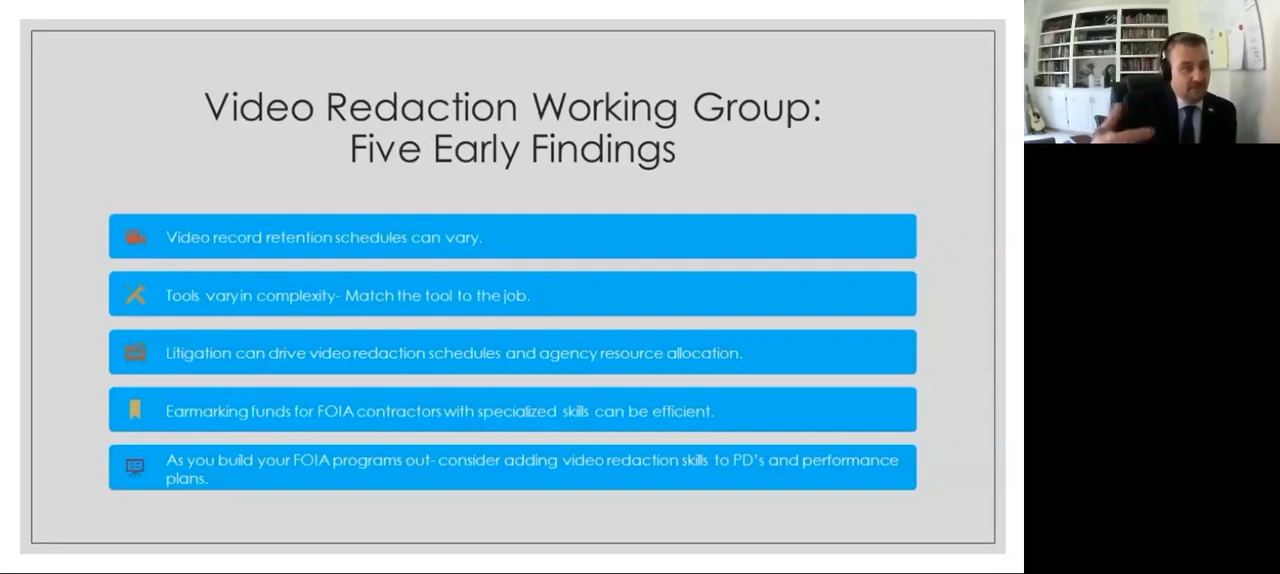 Video Redaction Working Group:
Five Early Findings
Video record retention schedules can vary.
Tools vary in complexity- Match the tool to the job.
Litigation can drive video redaction schedules and agency resource allocation.
Earmarking funds for FOIA contractors with specialized skills can be efficient.
As you build your FOIA programs out- consider adding video redaction skills to PD's and performance
plans.